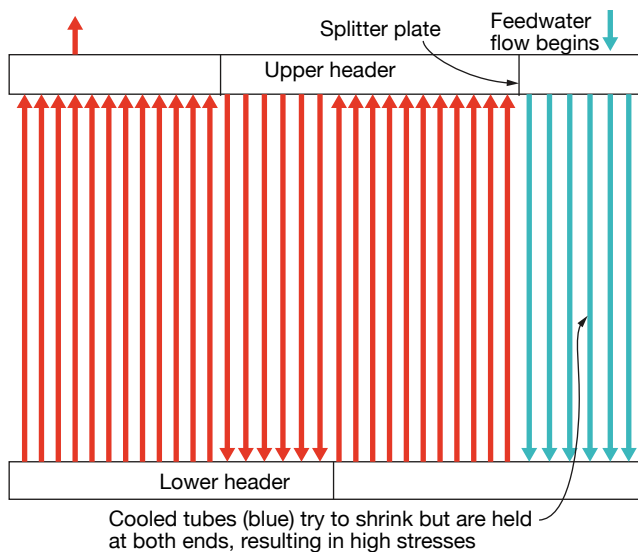 Splitter plate
Feedwater
flow begins
Upper header
Lower header
Cooled tubes (blue) try to shrink but are held
at both ends, resulting in high stresses